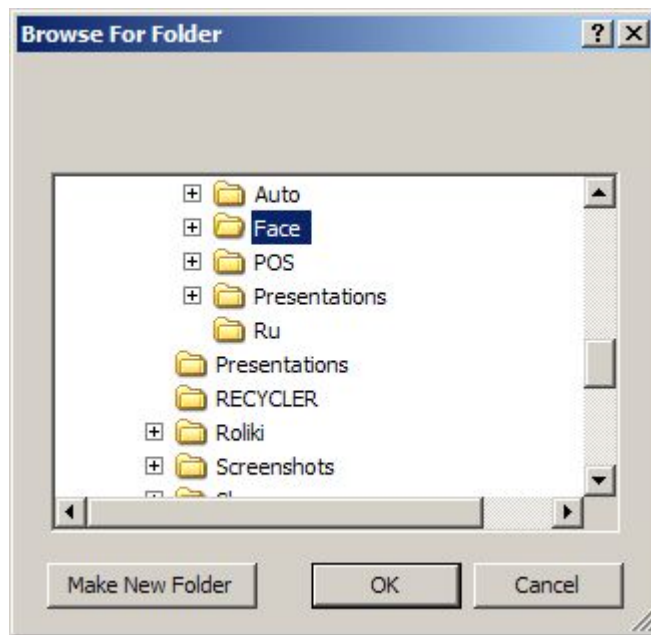 Browse For Folder
Auto
Face
POS
Presentations
Ru
Presentations
RECYCLER
Roliki
Screenshots
Make New Folder
OK
Cancel